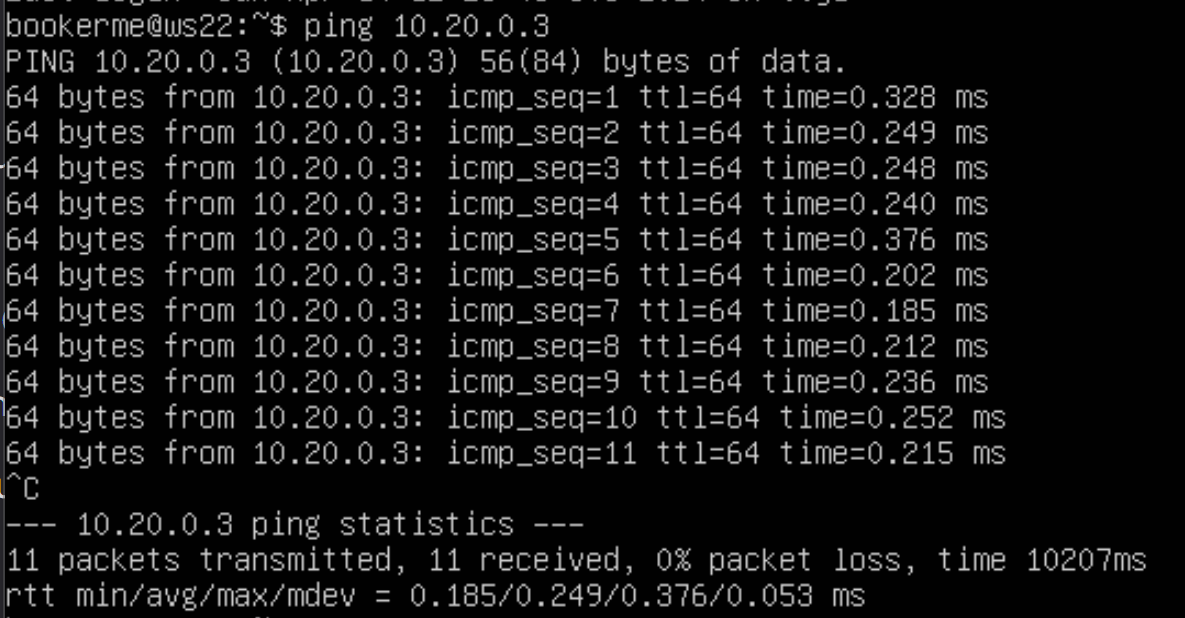 bookerme@ws22:~$ ping 10.20.0.3
PING 10.20.0.3 (10.20.0.3) 56(84) bytes of data.
64 bytes from 10.20.0.3: icmp_seq=1 ttl=64 time=0.328 ms
64 bytes from 10.20.0.3: icmp_seq=2 ttl=64 time=0.249 ms
64 bytes from 10.20.0.3: icmp_seq=3 ttl=64 time=0.248 ms
64 bytes from 10.20.0.3: icmp_seq=4 ttl=64 time=0.240 ms
64 bytes from 10.20.0.3: icmp_seq=5 ttl=64 time=0.376 ms
64 bytes from 10.20.0.3: icmp_seq=6 ttl=64 time=0.202 ms
64 bytes from 10.20.0.3: icmp_seq=7 ttl=64 time=0.185 ms
64 bytes from 10.20.0.3: icmp_seq=8 ttl=64 time=0.212 ms
64 bytes from 10.20.0.3: icmp_seq=9 ttl=64 time=0.236 ms
64 bytes from 10.20.0.3: icmp_seq=10 ttl=64 time=0.252 ms
64 bytes from 10.20.0.3: icmp_seq=11 ttl=64 time=0.215 ms
^C
--- 10.20.0.3 ping statistics ---
11 packets transmitted, 11 received, 0% packet loss, time 10207ms
rtt min/avg/max/mdev = 0.185/0.249/0.376/0.053 ms